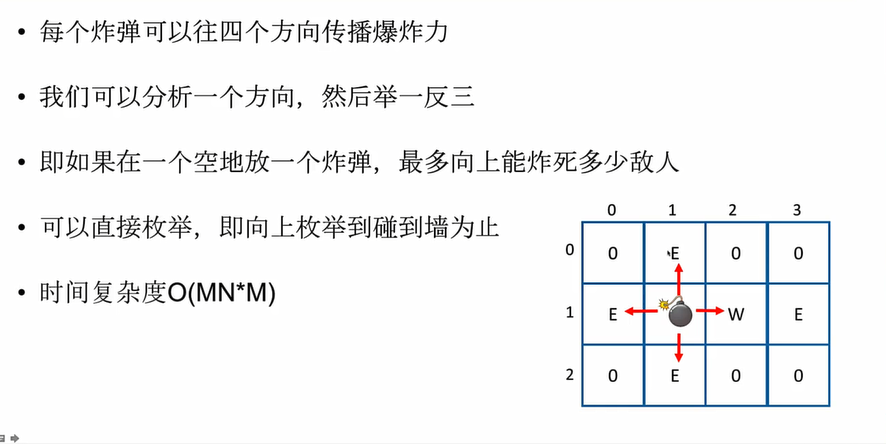 • 每个炸弹可以往四个方向传播爆炸力
• 我们可以分析一个方向，然后举一反三
• 即如果在一个空地放一个炸弹，最多向上能炸死多少敌人
• 可以直接枚举，即向上枚举到碰到墙为止
• 时间复杂度O(MN*M)
0 1 2 3
0 0 E 0 0
1 E W E
2 0 E 0 0